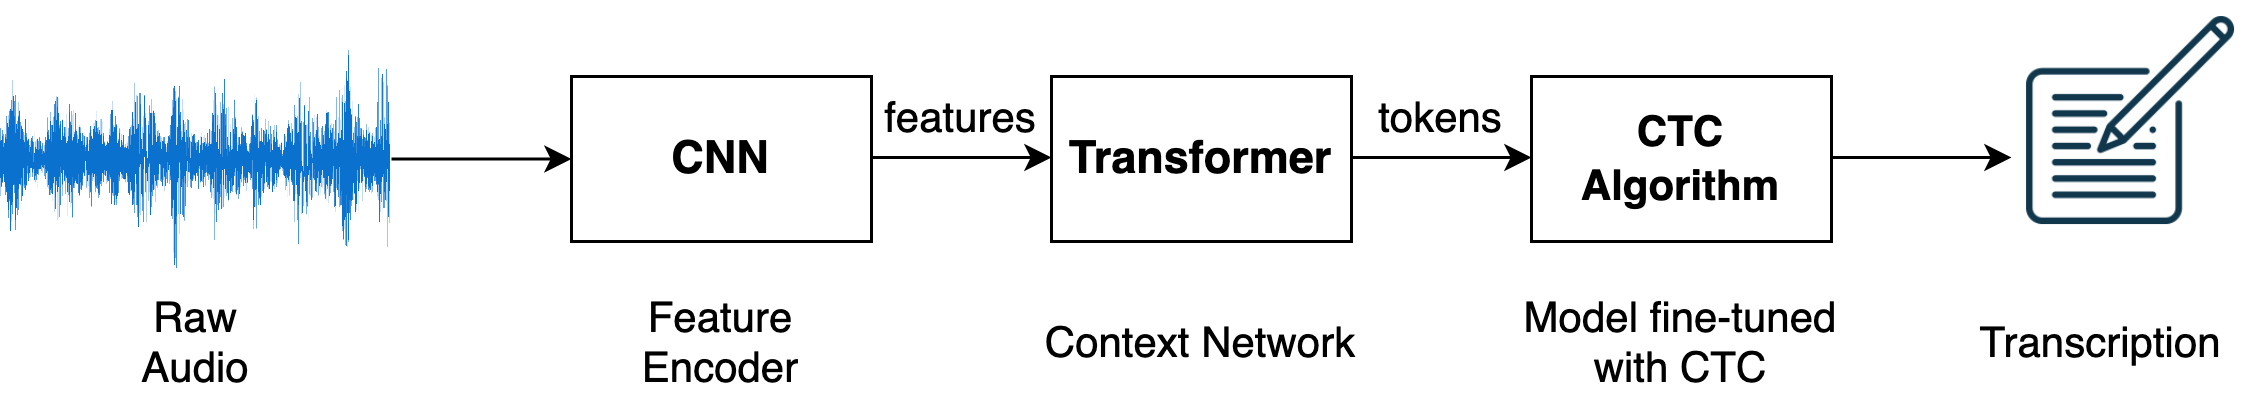 CNN
features
Transformer
tokens
CTC
Algorithm
Raw
Audio
Feature
Encoder
Context Network
Model fine-tuned
with CTC
Transcription